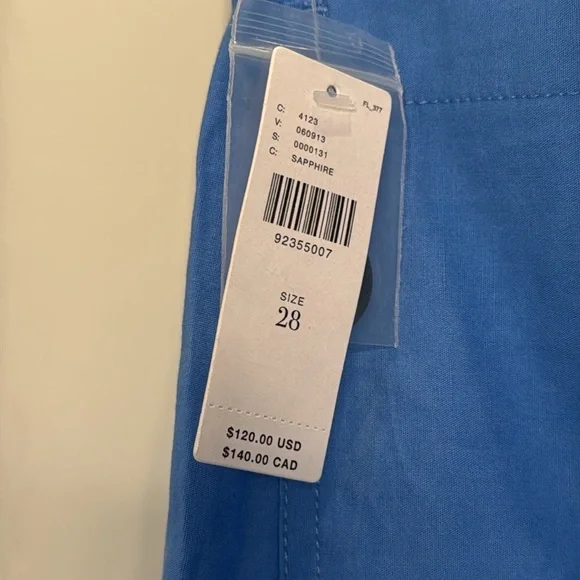 FL_377
C: 4123
V: 060913
S: 0000131
C: SAPPHIRE
92355007
SIZE
28
$120.00 USD
$140.00 CAD